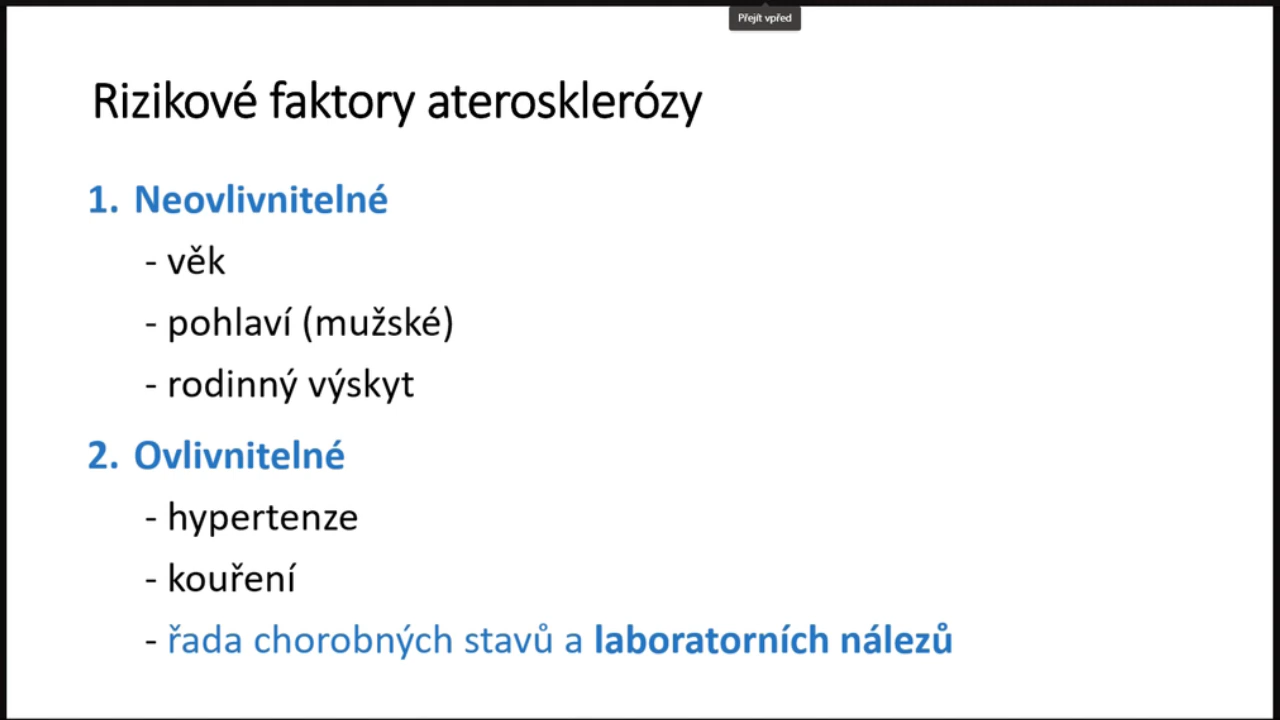 Přejít vpřed
Rizikové faktory aterosklerózy
1. Neovlivnitelné
- věk
- pohlaví (mužské)
- rodinný výskyt
2. Ovlivnitelné
- hypertenze
- kouření
- řada chorobných stavů a laboratorních nálezů